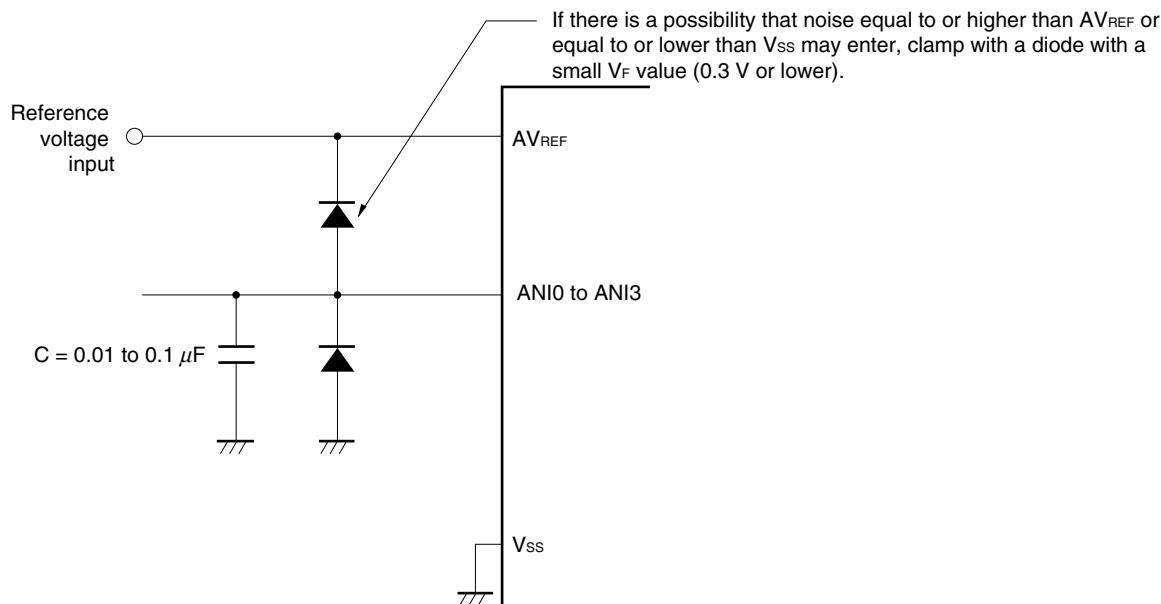 If there is a possibility that noise equal to or higher than AVREF or
equal to or lower than VSS may enter, clamp with a diode with a
small VF value (0.3 V or lower).
Reference
voltage
input
AVREF
ANI0 to ANI3
C = 0.01 to 0.1 μF
VSS